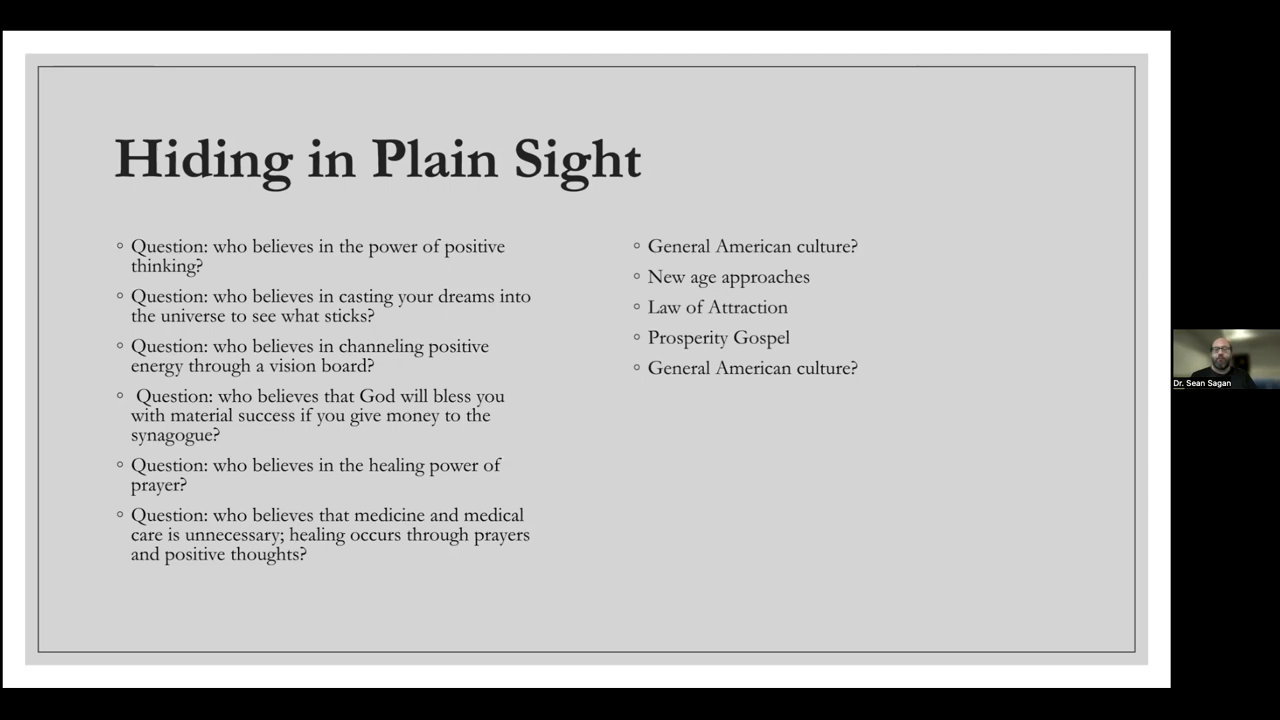 Hiding in Plain Sight
◦ Question: who believes in the power of positive
thinking?
◦ Question: who believes in casting your dreams into
the universe to see what sticks?
◦ Question: who believes in channeling positive
energy through a vision board?
◦ Question: who believes that God will bless you
with material success if you give money to the
synagogue?
◦ Question: who believes in the healing power of
prayer?
◦ Question: who believes that medicine and medical
care is unnecessary; healing occurs through prayers
and positive thoughts?
◦ General American culture?
◦ New age approaches
◦ Law of Attraction
◦ Prosperity Gospel
◦ General American culture?
Dr. Sean Sagan